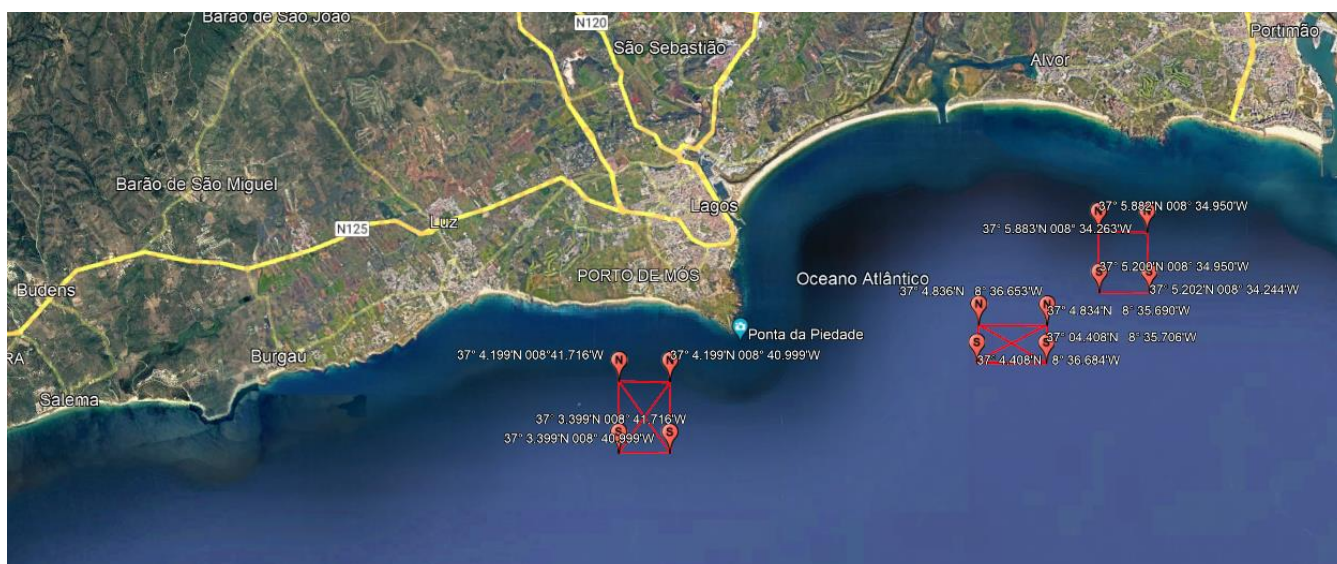 Barão de São João
N120
São Sebastião
Portimão
Alvor
Barão de São Miguel
N125
Luz
Lagos
37° 5.882'N 008° 34.950'W
37° 5.883'N 008° 34.263'W
N
N
Budens
PORTO DE MÓS
Oceano Atlântico
37° 5.200'N 008° 34.950'W
S
S
37° 5.202'N 008° 34.244'W
37° 4.836'N 8° 36.653'W
N
N
37° 4.834'N 8° 35.690'W
Ponta da Piedade
37° 04.408'N 8° 35.706'W
S
S
37° 4.408'N 8° 36.684'W
RA
Burgau
37° 4.199'N 008°41.716'W
N
N
37° 4.199'N 008° 40.999'W
Salema
37° 3.399'N 008° 41.716'W
S
S
37° 3.399'N 008° 40.999'W